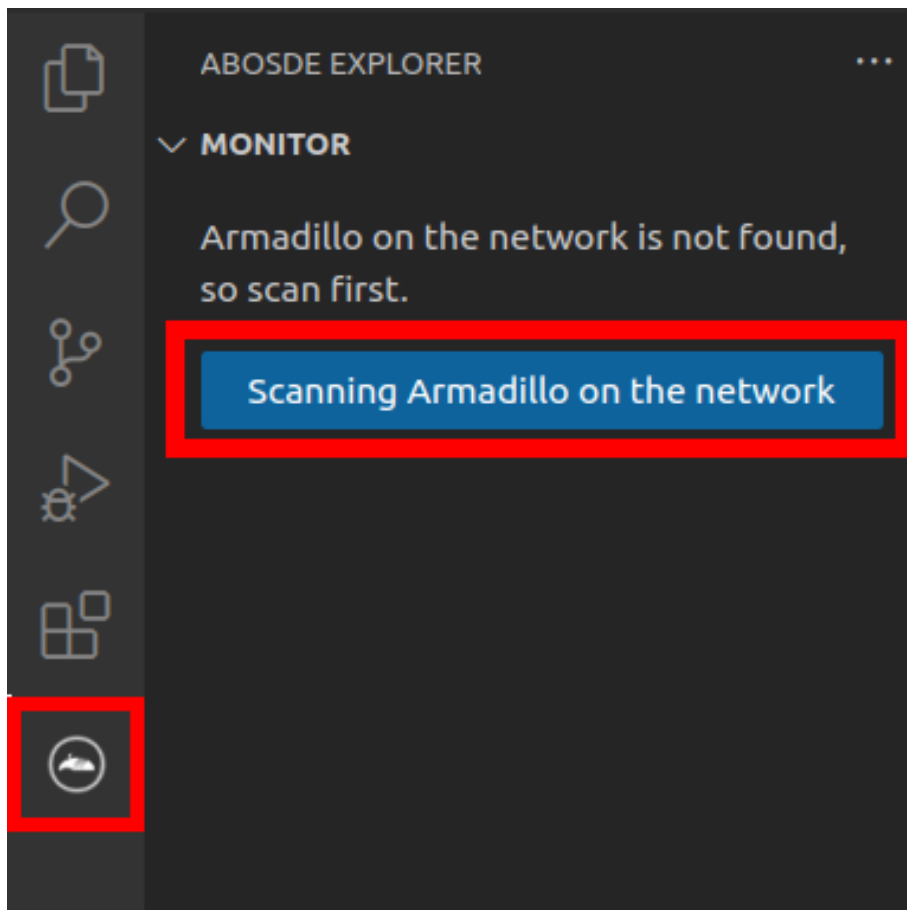 ABOSDE EXPLORER
MONITOR
Armadillo on the network is not found,
so scan first.
Scanning Armadillo on the network